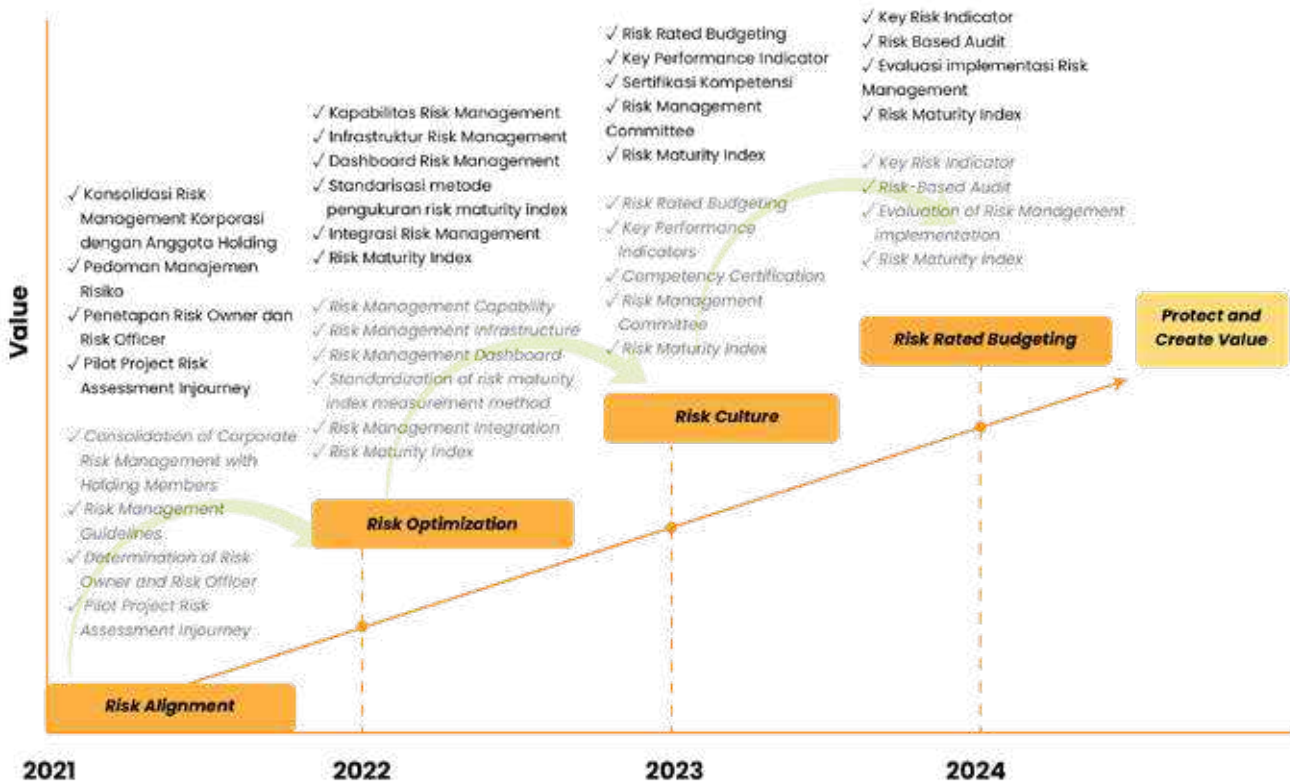 Value
✓ Konsolidasi Risk
Management Korporasi
dengan Anggota Holding
✓ Pedoman Manajemen
Risiko
✓ Penetapan Risk Owner dan
Risk Officer
✓ Pilot Project Risk
Assessment Injourney
✓ Consolidation of Corporate
Risk Management with
Holding Members
✓ Risk Management
Guidelines
✓ Determination of Risk
Owner and Risk Officer
✓ Pilot Project Risk
Assessment Injourney
Risk Alignment
2021
✓ Kapabilitas Risk Management
✓ Infrastruktur Risk Management
✓ Dashboard Risk Management
✓ Standarisasi metode
pengukuran risk maturity index
✓ Integrasi Risk Management
✓ Risk Maturity Index
✓ Risk Management Capability
✓ Risk Management Infrastructure
✓ Risk Management Dashboard
✓ Standardization of risk maturity
index measurement method
✓ Risk Management Integration
✓ Risk Maturity Index
Risk Optimization
2022
✓ Risk Rated Budgeting
✓ Key Performance Indicator
✓ Sertifikasi Kompetensi
✓ Risk Management
Committee
✓ Risk Maturity Index
✓ Risk Rated Budgeting
✓ Key Performance
Indicators
✓ Competency Certification
✓ Risk Management
Committee
✓ Risk Maturity Index
Risk Culture
2023
✓ Key Risk Indicator
✓ Risk Based Audit
✓ Evaluasi implementasi Risk
Management
✓ Risk Maturity Index
✓ Key Risk Indicator
✓ Risk-Based Audit
✓ Evaluation of Risk Management
implementation
✓ Risk Maturity Index
Risk Rated Budgeting
2024
Protect and
Create Value